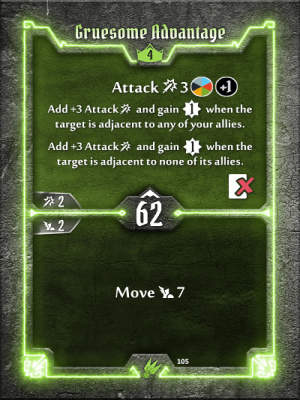 Gruesome Advantage
4
Attack 3 +1
Add +3 Attack and gain 1 when the
target is adjacent to any of your allies.
Add +3 Attack and gain 1 when the
target is adjacent to none of its allies.
2
62
2
Move 7
105